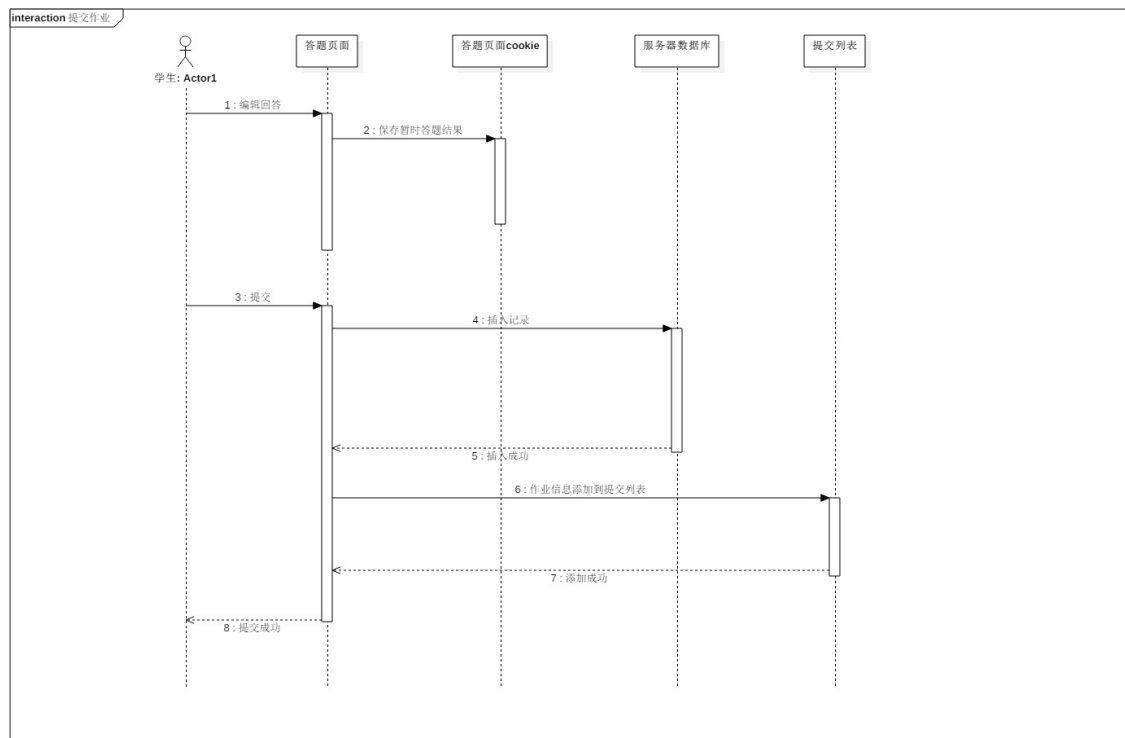 interaction 提交作业
答题页面
答题页面cookie
服务器数据库
提交列表
学生: Actor1
1 : 编辑回答
2 : 保存暂时答题结果
3 : 提交
4 : 插入记录
5 : 插入成功
6 : 作业信息添加到提交列表
7 : 添加成功
8 : 提交成功